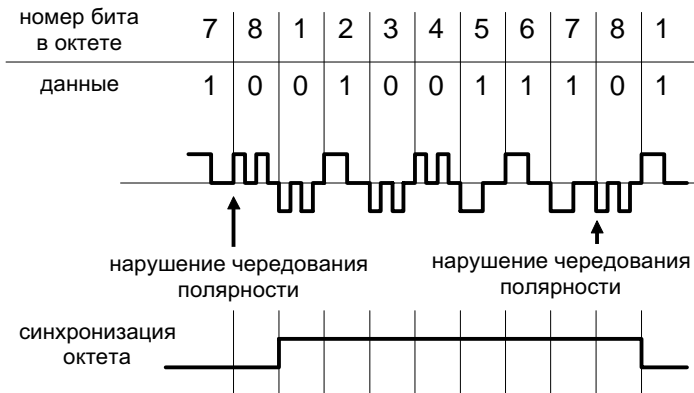 номер бита
в октете
7 8 1 2 3 4 5 6 7 8 1
данные
1 0 0 1 0 0 1 1 1 0 1
нарушение чередования
полярности
нарушение чередования
полярности
синхронизация
октета